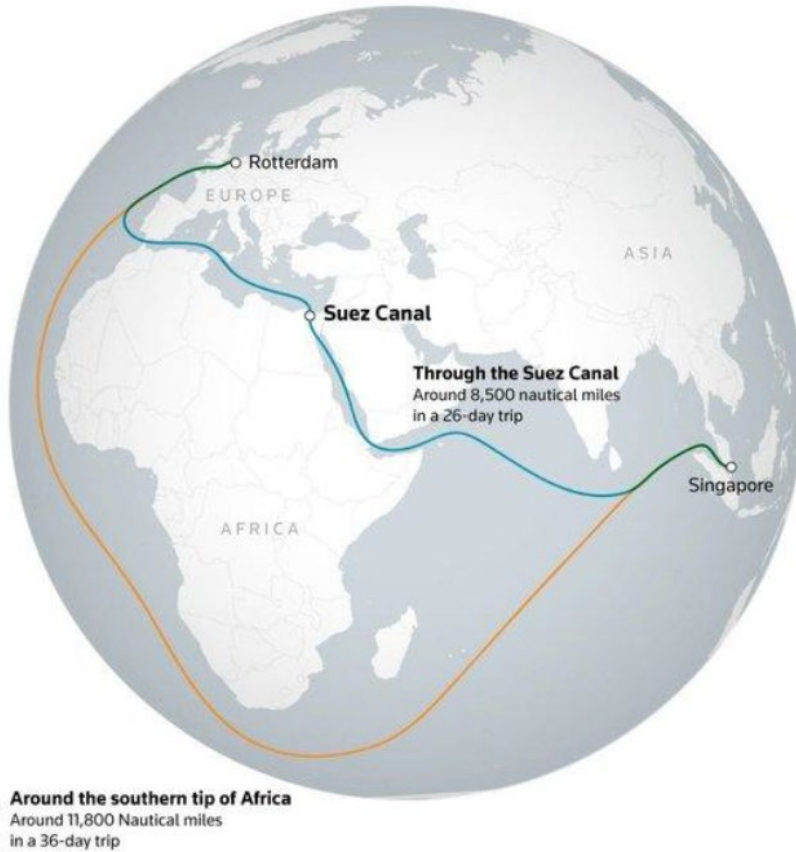 Rotterdam
EUROPE
ASIA
Suez Canal
Through the Suez Canal
Around 8,500 nautical miles
in a 26-day trip
Singapore
AFRICA
Around the southern tip of Africa
Around 11,800 Nautical miles
in a 36-day trip